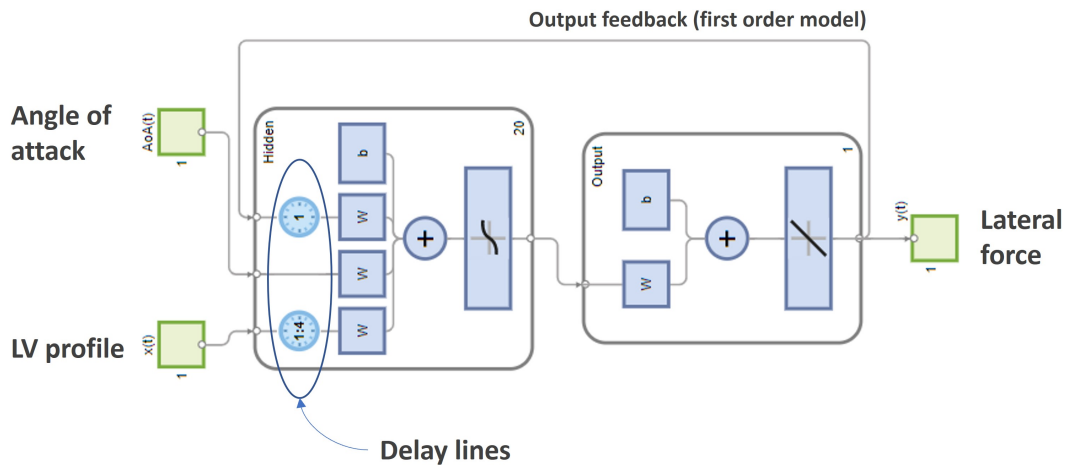 Output feedback (first order model)
Angle of
attack
AoA(t)
1
Hidden
20
b
1
W
W
1:4
W
+
LV profile
x(t)
1
Output
1
b
W
+
y(t)
1
Lateral
force
Delay lines